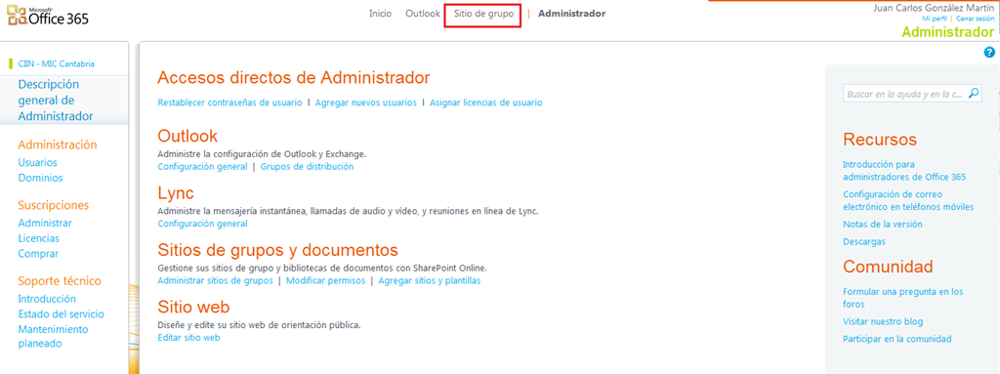 Microsoft
Office 365
Inicio Outlook Sitio de grupo | Administrador
Juan Carlos González Martín
Mi perfil | Cerrar sesión
Administrador
?
CIIN - MIC Cantabria
Descripción
general de
Administrador
Administración
Usuarios
Dominios
Suscripciones
Administrar
Licencias
Comprar
Soporte técnico
Introducción
Estado del servicio
Mantenimiento
planeado
Accesos directos de Administrador
Restablecer contraseñas de usuario | Agregar nuevos usuarios | Asignar licencias de usuario
Outlook
Administre la configuración de Outlook y Exchange.
Configuración general | Grupos de distribución
Lync
Administre la mensajería instantánea, llamadas de audio y vídeo, y reuniones en línea de Lync.
Configuración general
Sitios de grupos y documentos
Gestione sus sitios de grupo y bibliotecas de documentos con SharePoint Online.
Administrar sitios de grupos | Modificar permisos | Agregar sitios y plantillas
Sitio web
Diseñe y edite su sitio web de orientación pública.
Editar sitio web
Buscar en la ayuda y en la c...
Recursos
Introducción para
administradores de Office 365
Configuración de correo
electrónico en teléfonos móviles
Notas de la versión
Descargas
Comunidad
Formular una pregunta en los
foros
Visitar nuestro blog
Participar en la comunidad